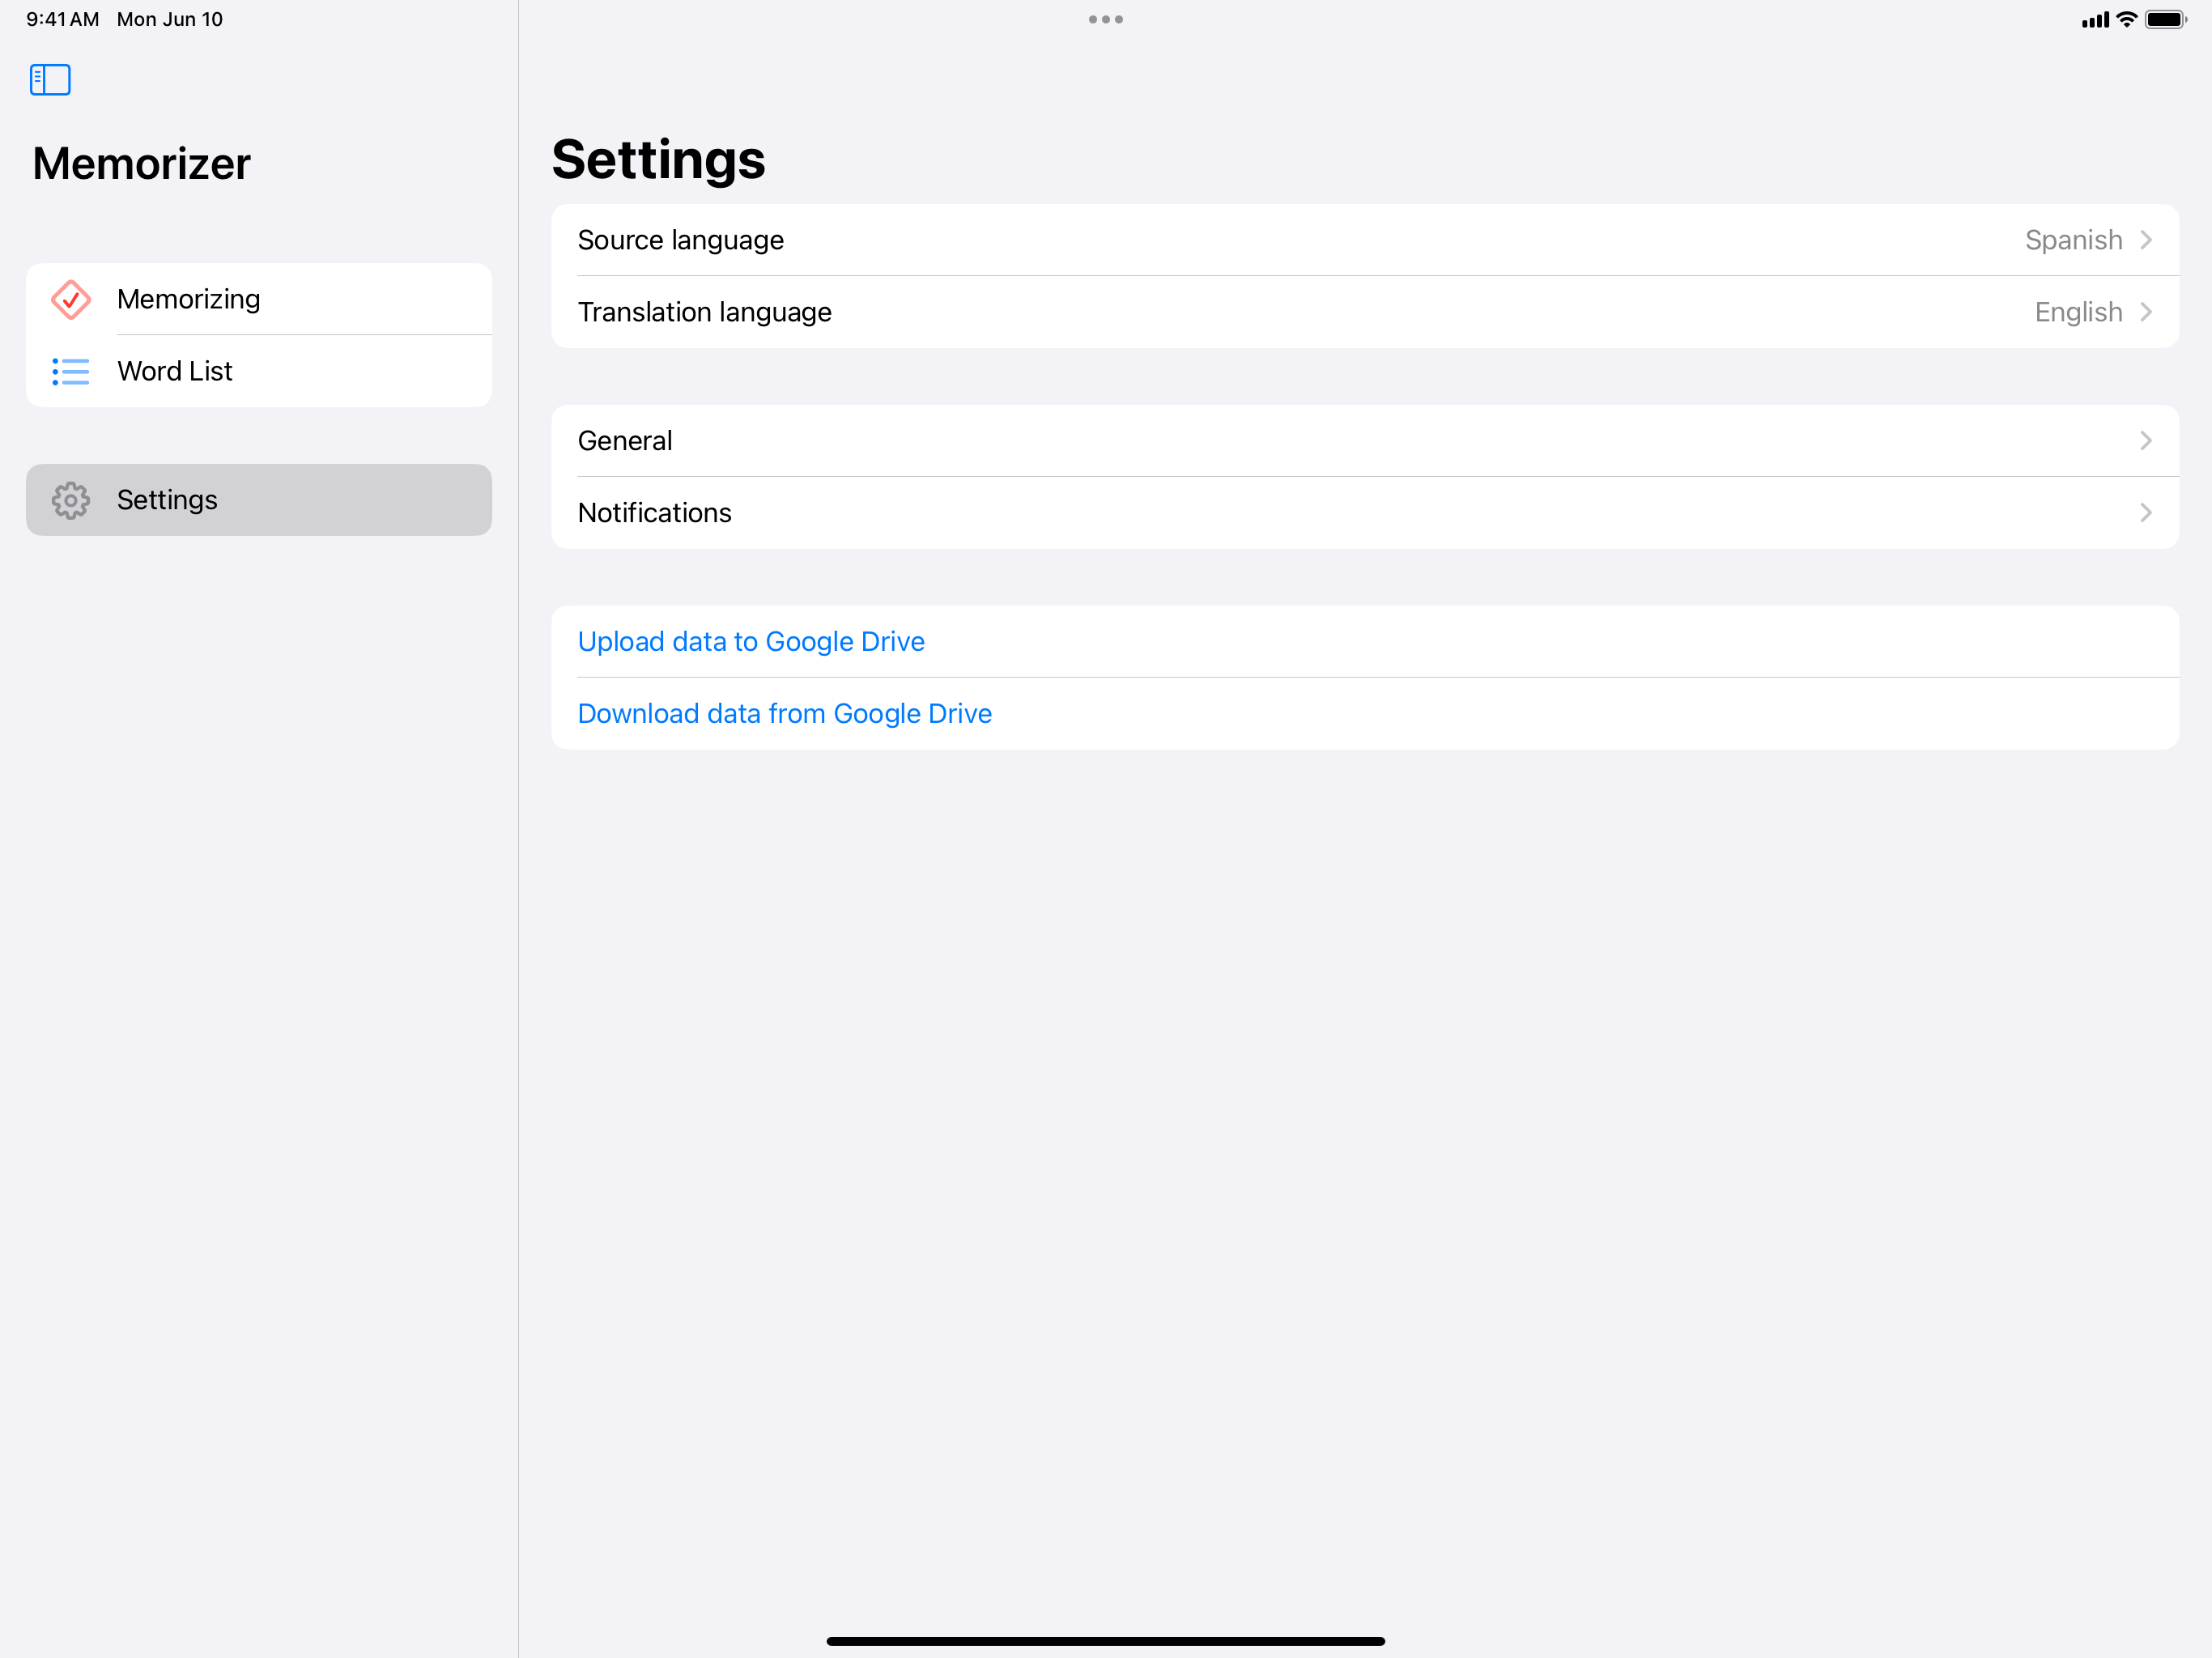 9:41 AM Mon Jun 10
Memorizer
Memorizing
Word List
Settings
Settings
Source language Spanish
Translation language English
General
Notifications
Upload data to Google Drive
Download data from Google Drive